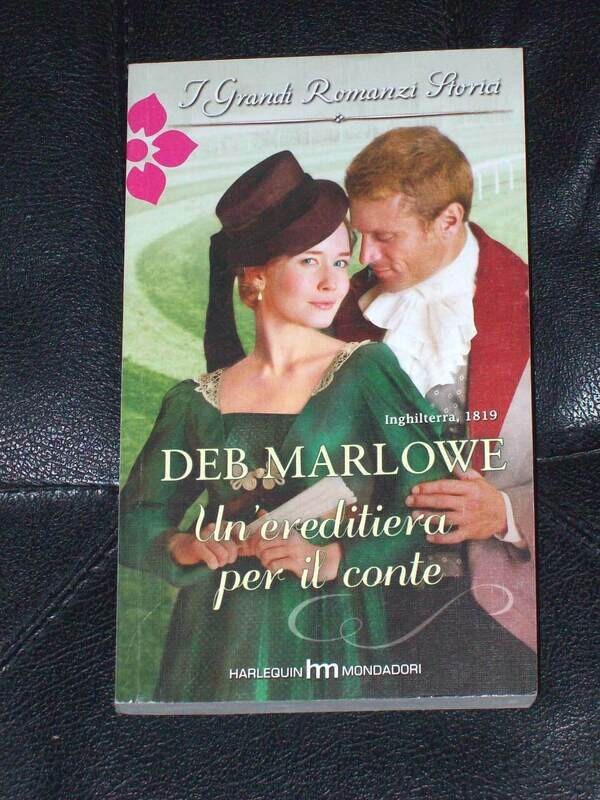 I Grandi Romanzi Storici
Inghilterra, 1819
DEB MARLOWE
Un'ereditiera
per il conte
HARLEQUIN hm MONDADORI